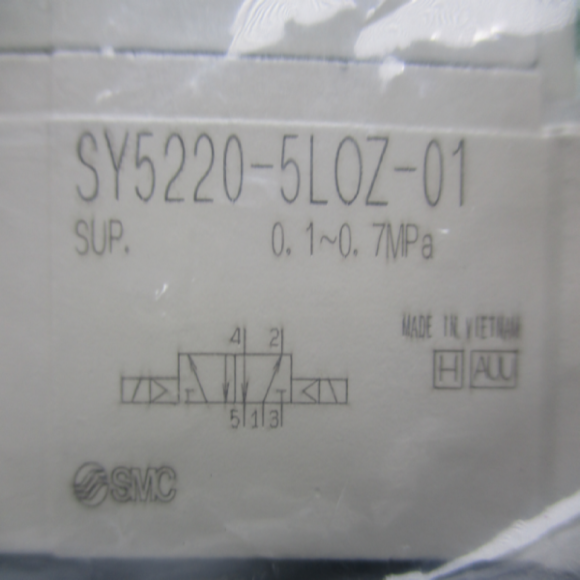 SY5220-5LOZ-01
SUP. 0.1~0.7MPa
MADE IN VIETNAM
H AUU
4 2
5 1 3
SMC